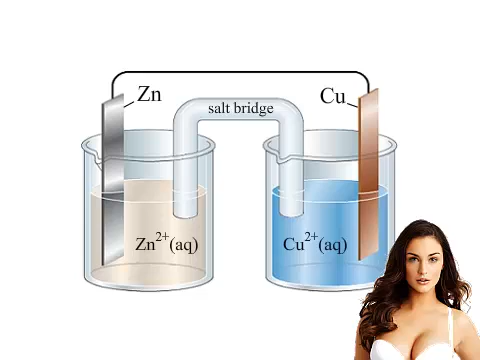 Zn
Cu
salt bridge
Zn²⁺(aq)
Cu²⁺(aq)